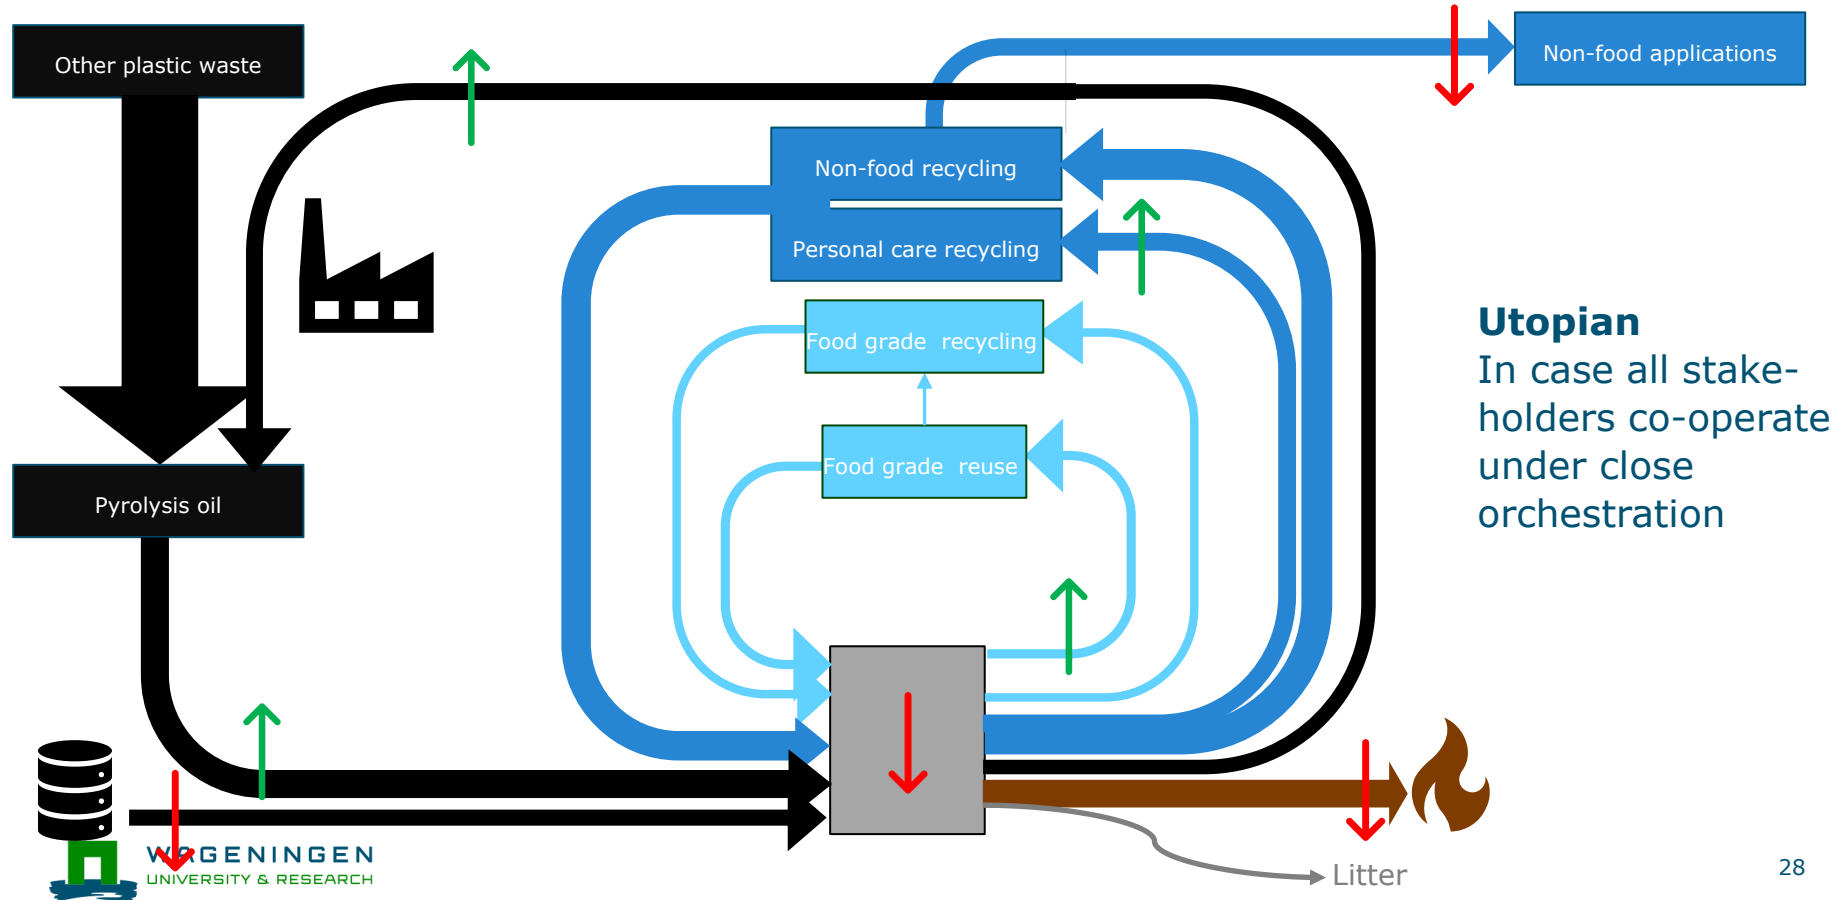 Other plastic waste
Non-food applications
Non-food recycling
Personal care recycling
Food grade  recycling
Food grade  reuse
Pyrolysis oil
Utopian
In case all stake-
holders co-operate
under close
orchestration
Litter
WAGENINGEN
UNIVERSITY & RESEARCH
28